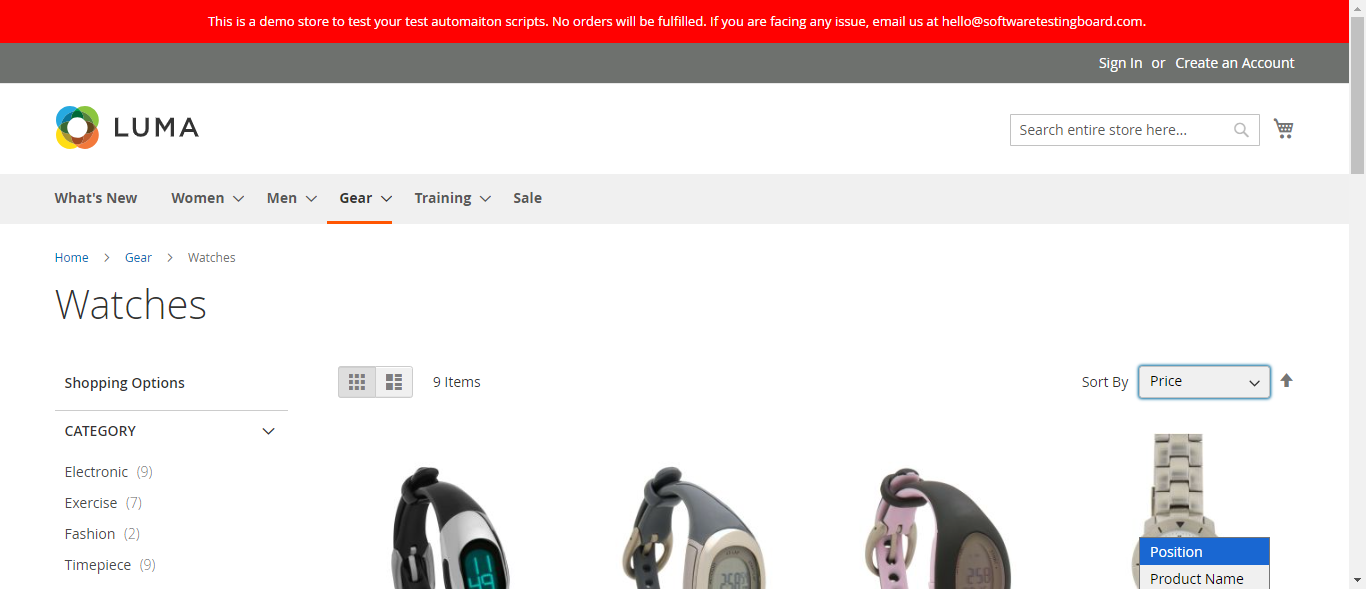 This is a demo store to test your test automaiton scripts. No orders will be fulfilled. If you are facing any issue, email us at hello@softwaretestingboard.com.
Sign In or Create an Account
LUMA
Search entire store here...
What's New Women Men Gear Training Sale
Home > Gear > Watches
Watches
Shopping Options
9 Items
Sort By Price
CATEGORY
Electronic (9)
Exercise (7)
Fashion (2)
Timepiece (9)
Position
Product Name